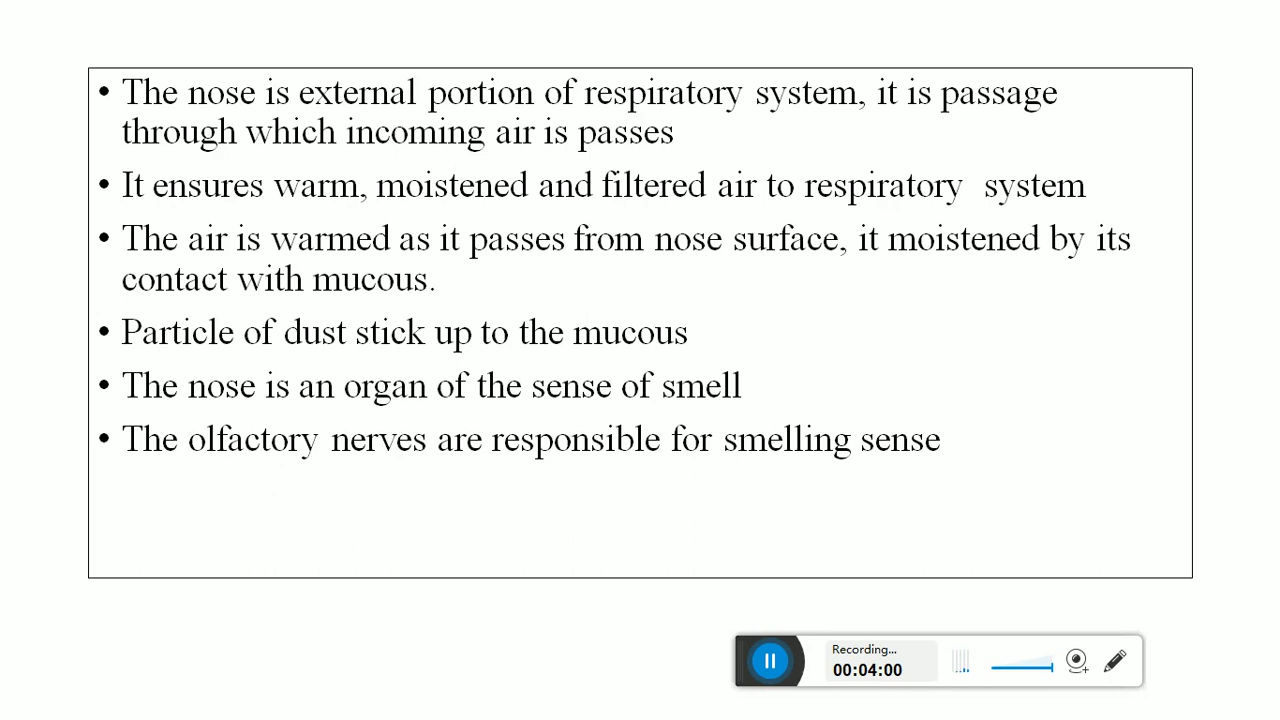 • The nose is external portion of respiratory system, it is passage
through which incoming air is passes
• It ensures warm, moistened and filtered air to respiratory system
• The air is warmed as it passes from nose surface, it moistened by its
contact with mucous.
• Particle of dust stick up to the mucous
• The nose is an organ of the sense of smell
• The olfactory nerves are responsible for smelling sense
Recording...
00:04:00